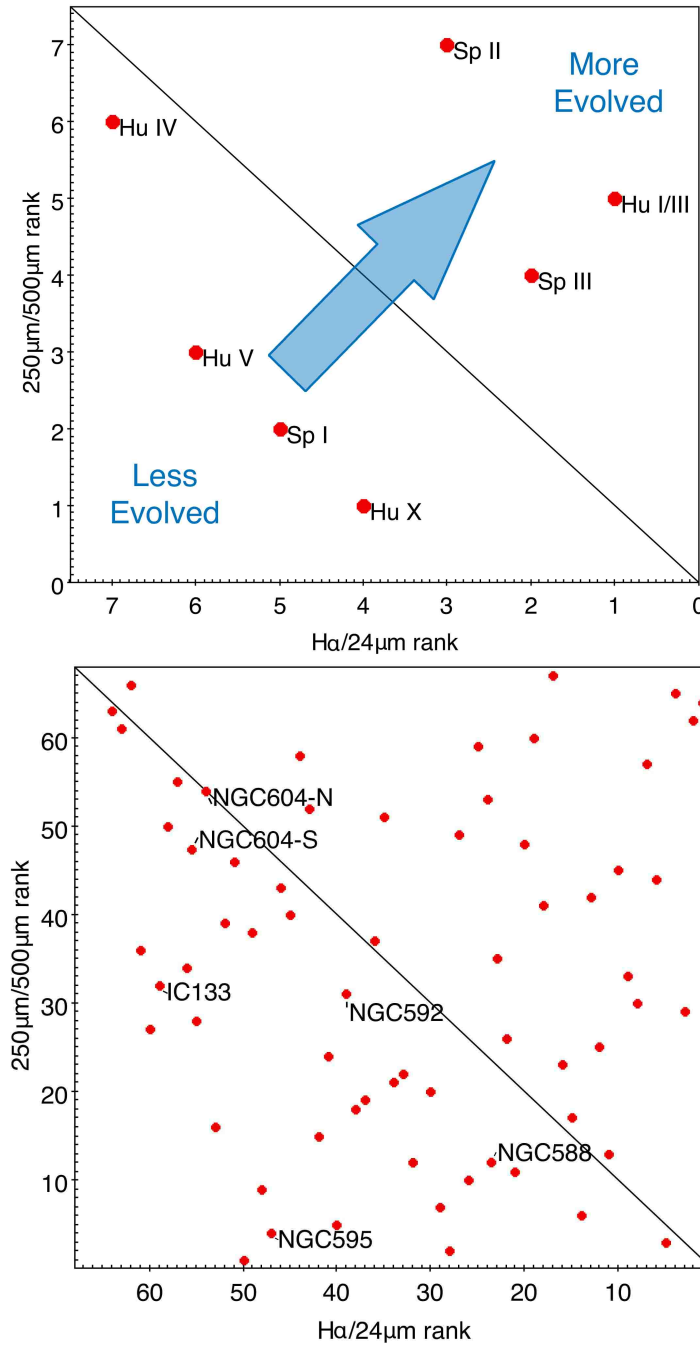 7
Sp II
More
Evolved
6
Hu IV
5
Hu I/III
250µm/500µm rank
4
Sp III
3
Hu V
2
Sp I
Less
Evolved
1
Hu X
0
7 6 5 4 3 2 1 0
Hα/24µm rank
60
NGC604-N
50
NGC604-S
40
250µm/500µm rank
IC133
30
NGC592
20
NGC588
10
NGC595
60 50 40 30 20 10
Hα/24µm rank